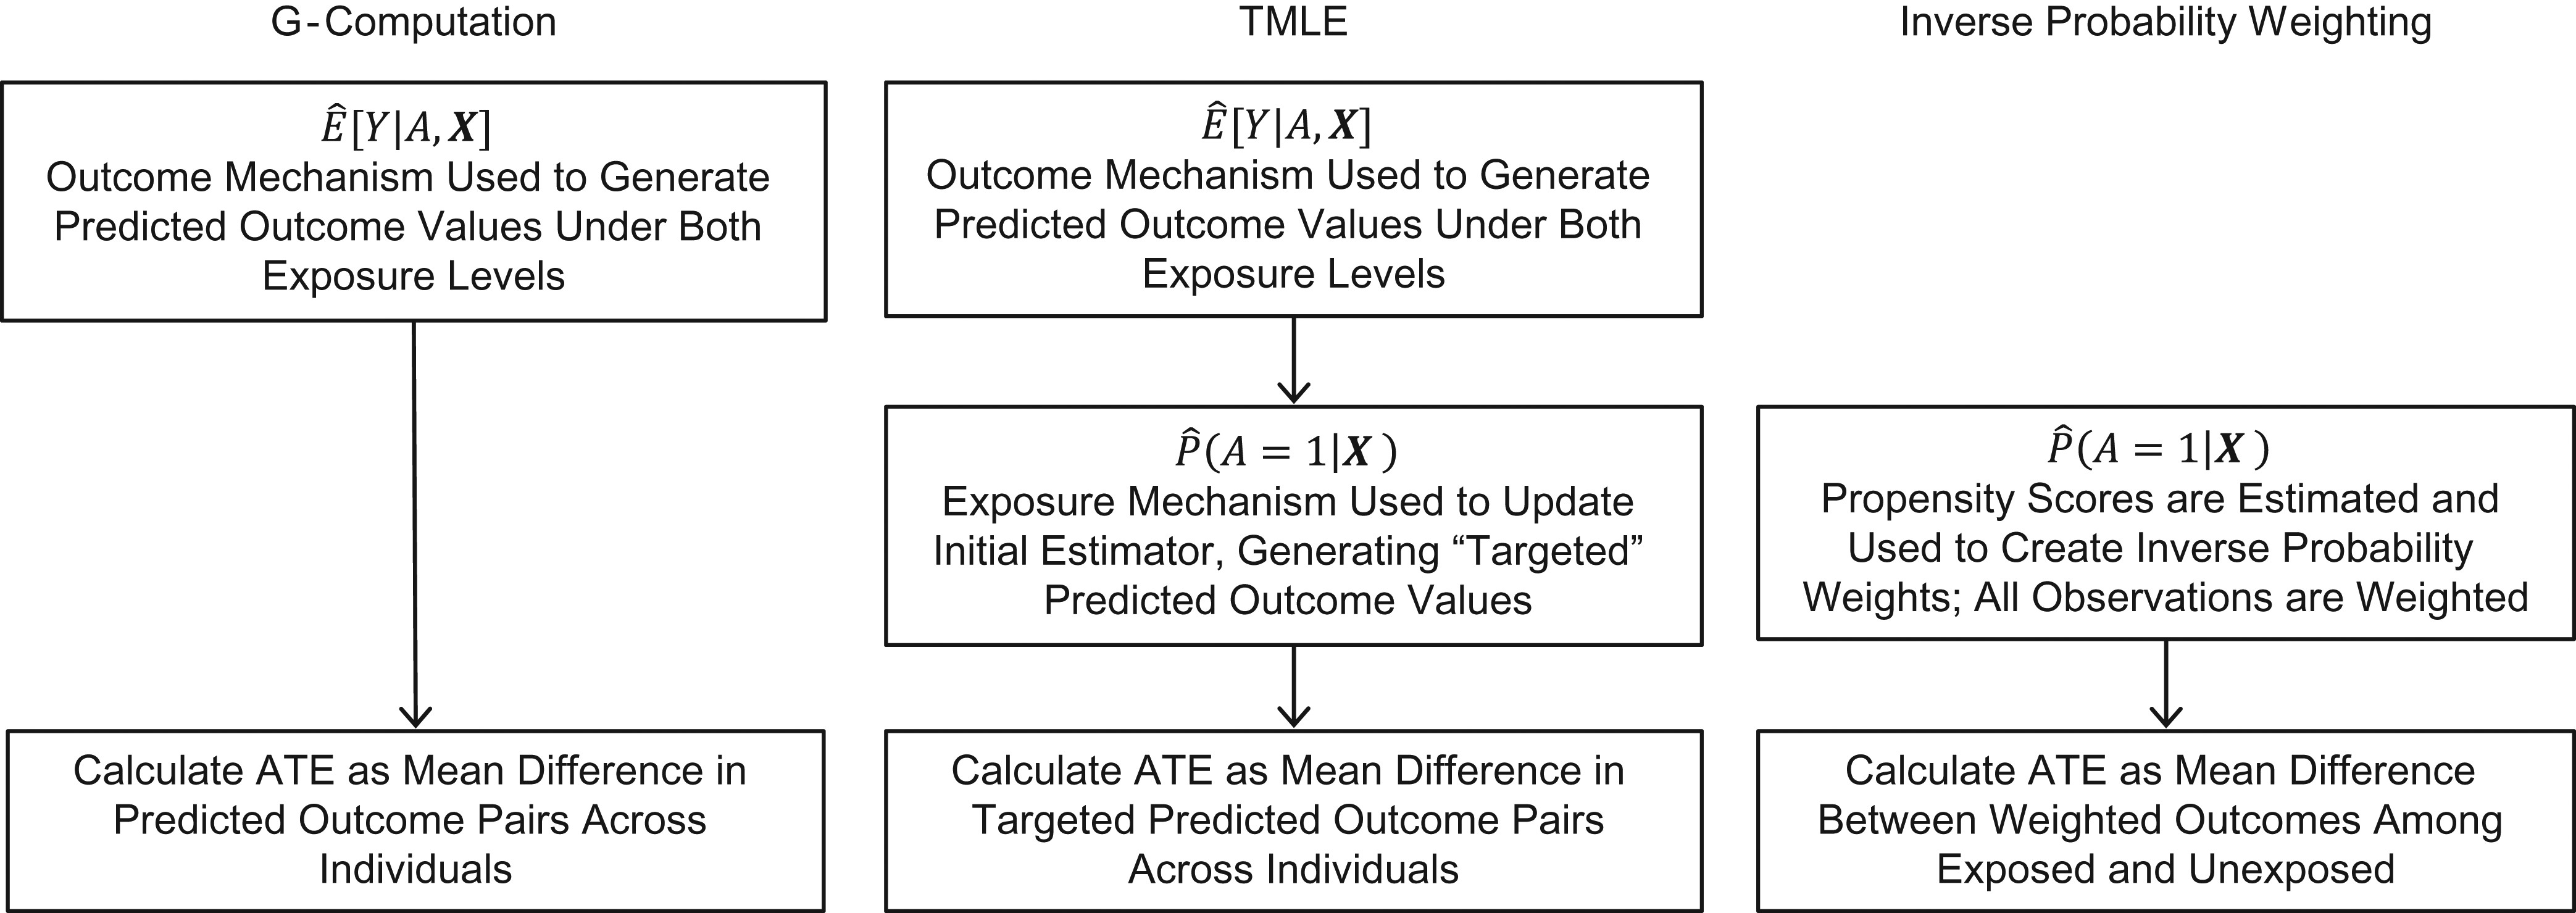 G-Computation
Ê[Y|A, X]
Outcome Mechanism Used to Generate
Predicted Outcome Values Under Both
Exposure Levels
Calculate ATE as Mean Difference in
Predicted Outcome Pairs Across
Individuals
TMLE
Ê[Y|A, X]
Outcome Mechanism Used to Generate
Predicted Outcome Values Under Both
Exposure Levels
P̂(A = 1|X )
Exposure Mechanism Used to Update
Initial Estimator, Generating “Targeted”
Predicted Outcome Values
Calculate ATE as Mean Difference in
Targeted Predicted Outcome Pairs
Across Individuals
Inverse Probability Weighting
P̂(A = 1|X )
Propensity Scores are Estimated and
Used to Create Inverse Probability
Weights; All Observations are Weighted
Calculate ATE as Mean Difference
Between Weighted Outcomes Among
Exposed and Unexposed